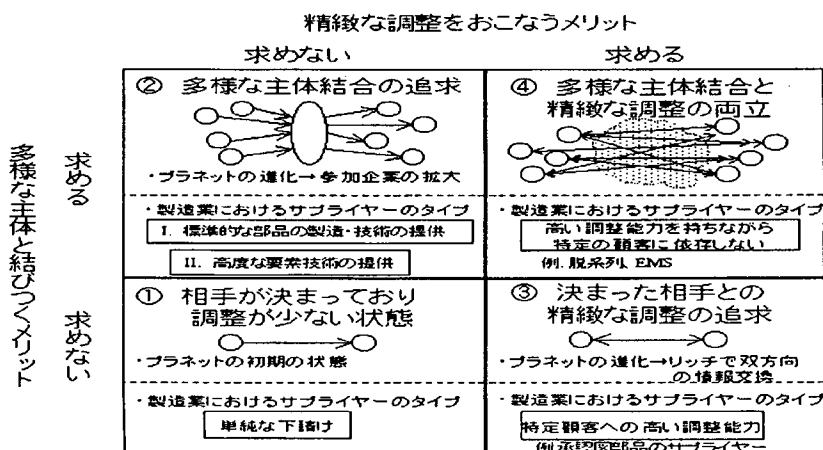 精緻な調整をおこなうメリット
求めない
求める
多様な主体と結びつくメリット
求める
② 多様な主体結合の追求
・プラネットの進化→参加企業の拡大
・製造業におけるサプライヤーのタイプ
I. 標準的な部品の製造・技術の提供
II. 高度な要素技術の提供
④ 多様な主体結合と
精緻な調整の両立
・製造業におけるサプライヤーのタイプ
高い調整能力を持ちながら
特定の顧客に依存しない
例. 脱系列、EMS
求めない
① 相手が決まっており
調整が少ない状態
・プラネットの初期の状態
・製造業におけるサプライヤーのタイプ
単純な下請け
③ 決まった相手との
精緻な調整の追求
・プラネットの進化→リッチで双方向
の情報交換
・製造業におけるサプライヤーのタイプ
特定顧客への高い調整能力
例承認図部品のサプライヤー